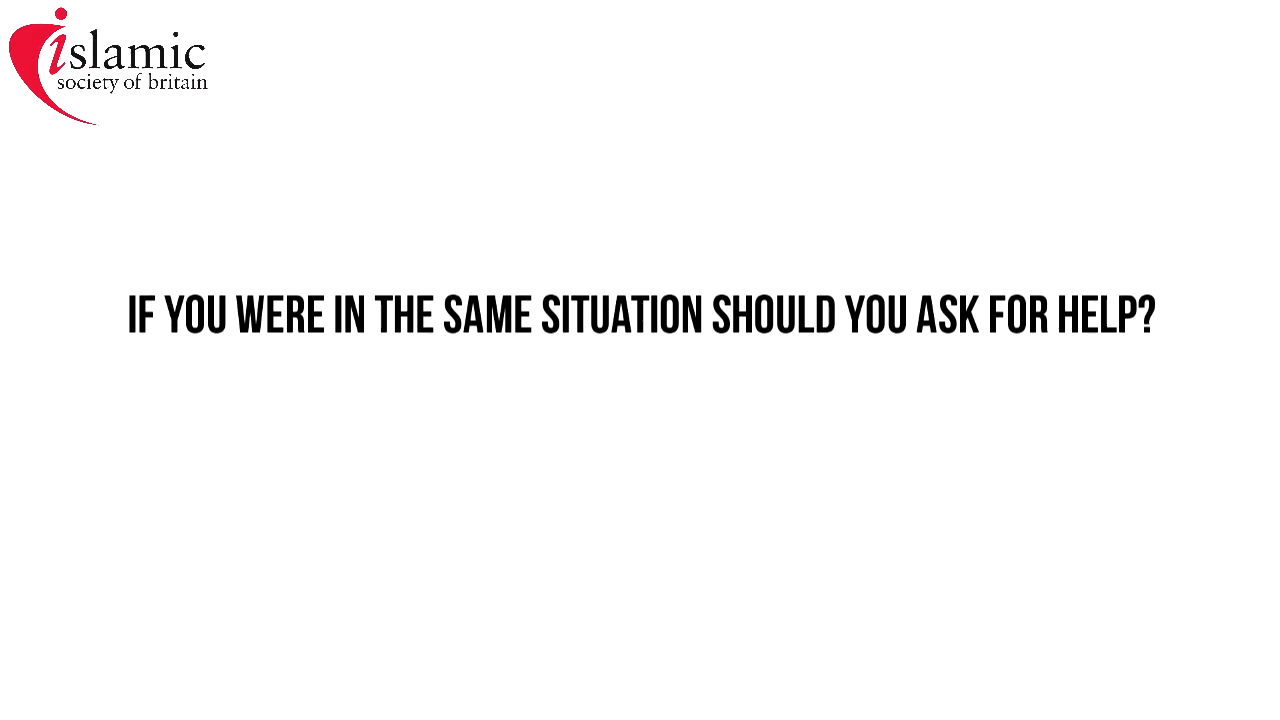 islamic
society of britain
IF YOU WERE IN THE SAME SITUATION SHOULD YOU ASK FOR HELP?